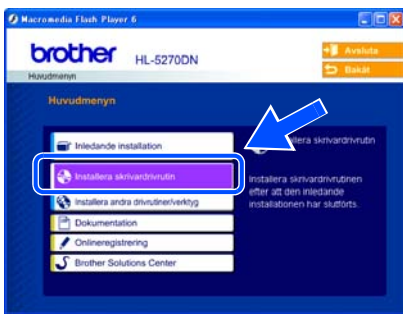 Macromedia Flash Player 6
brother
HL-5270DN
Avsluta
Bakåt
Huvudmenyn
Huvudmenyn
Inledande installation
Installera skrivardrivrutin
Installera andra drivrutiner/verktyg
Dokumentation
Onlineregistrering
Brother Solutions Center
skrivardrivrutin
Installera skrivardrivrutinen
efter att den inledande
installationen har slutförts.